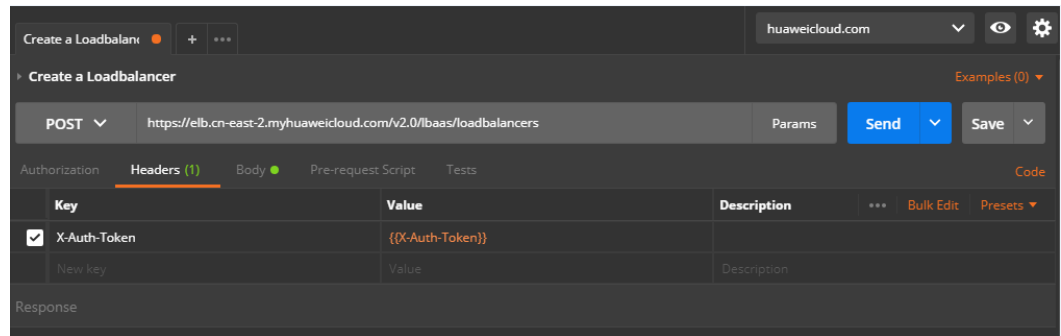 Create a Loadbalanc
+
•••
huaweicloud.com
Create a Loadbalancer
Examples (0)
POST
https://elb.cn-east-2.myhuaweicloud.com/v2.0/lbaas/loadbalancers
Params
Send
Save
Authorization
Headers (1)
Body
Pre-request Script
Tests
Code
Key
Value
Description
•••
Bulk Edit
Presets
X-Auth-Token
{{X-Auth-Token}}
New key
Value
Description
Response